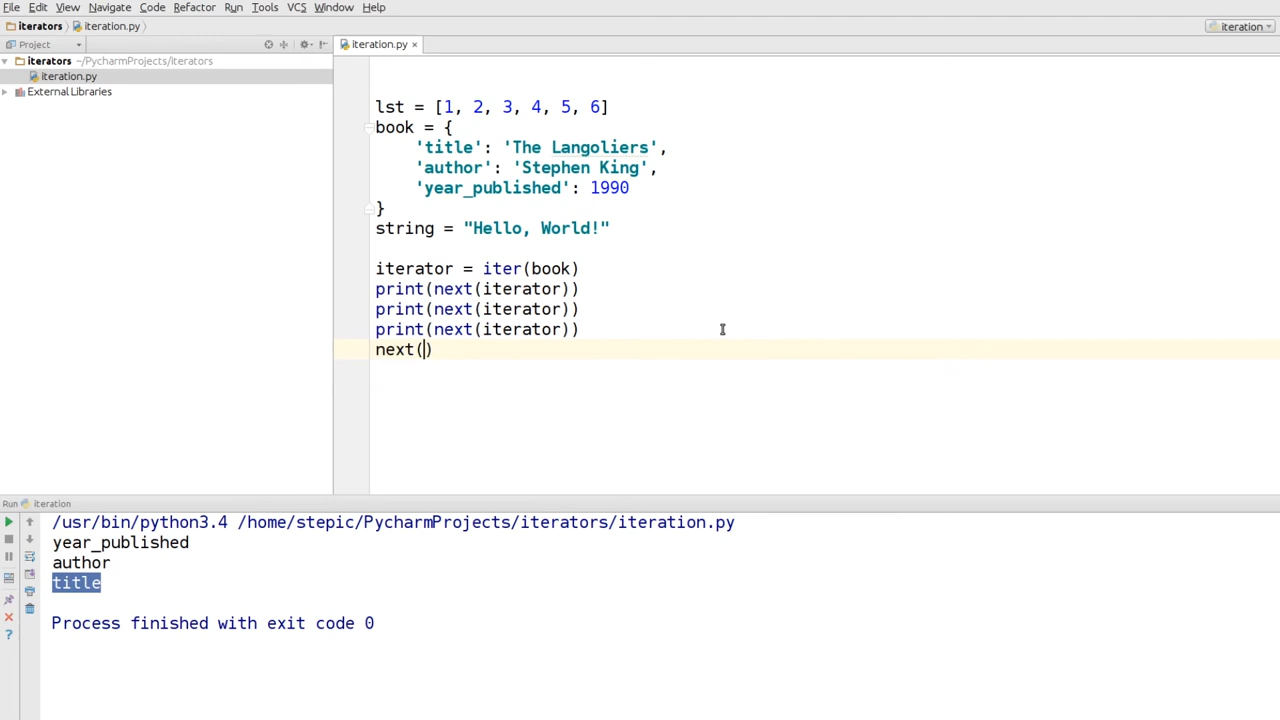 File Edit View Navigate Code Refactor Run Tools VCS Window Help
iterators iteration.py iteration
Project iteration.py ×
iterators ~/PycharmProjects/iterators
iteration.py
External Libraries
lst = [1, 2, 3, 4, 5, 6]
book = {
'title': 'The Langoliers',
'author': 'Stephen King',
'year_published': 1990
}
string = "Hello, World!"
iterator = iter(book)
print(next(iterator))
print(next(iterator))
print(next(iterator))
next()
Run iteration
/usr/bin/python3.4 /home/stepic/PycharmProjects/iterators/iteration.py
year_published
author
title
Process finished with exit code 0